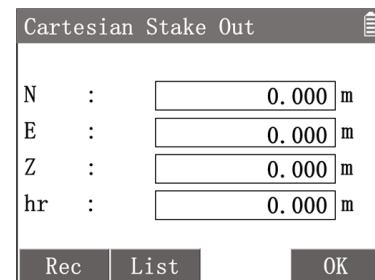 Cartesian Stake Out
N : 0.000 m
E : 0.000 m
Z : 0.000 m
hr : 0.000 m
Rec List OK